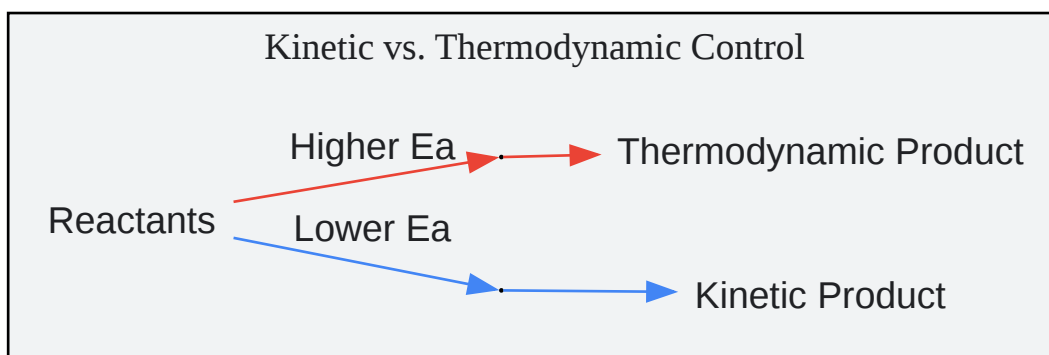 Kinetic vs. Thermodynamic Control
Higher Ea
Thermodynamic Product
Reactants
Lower Ea
Kinetic Product